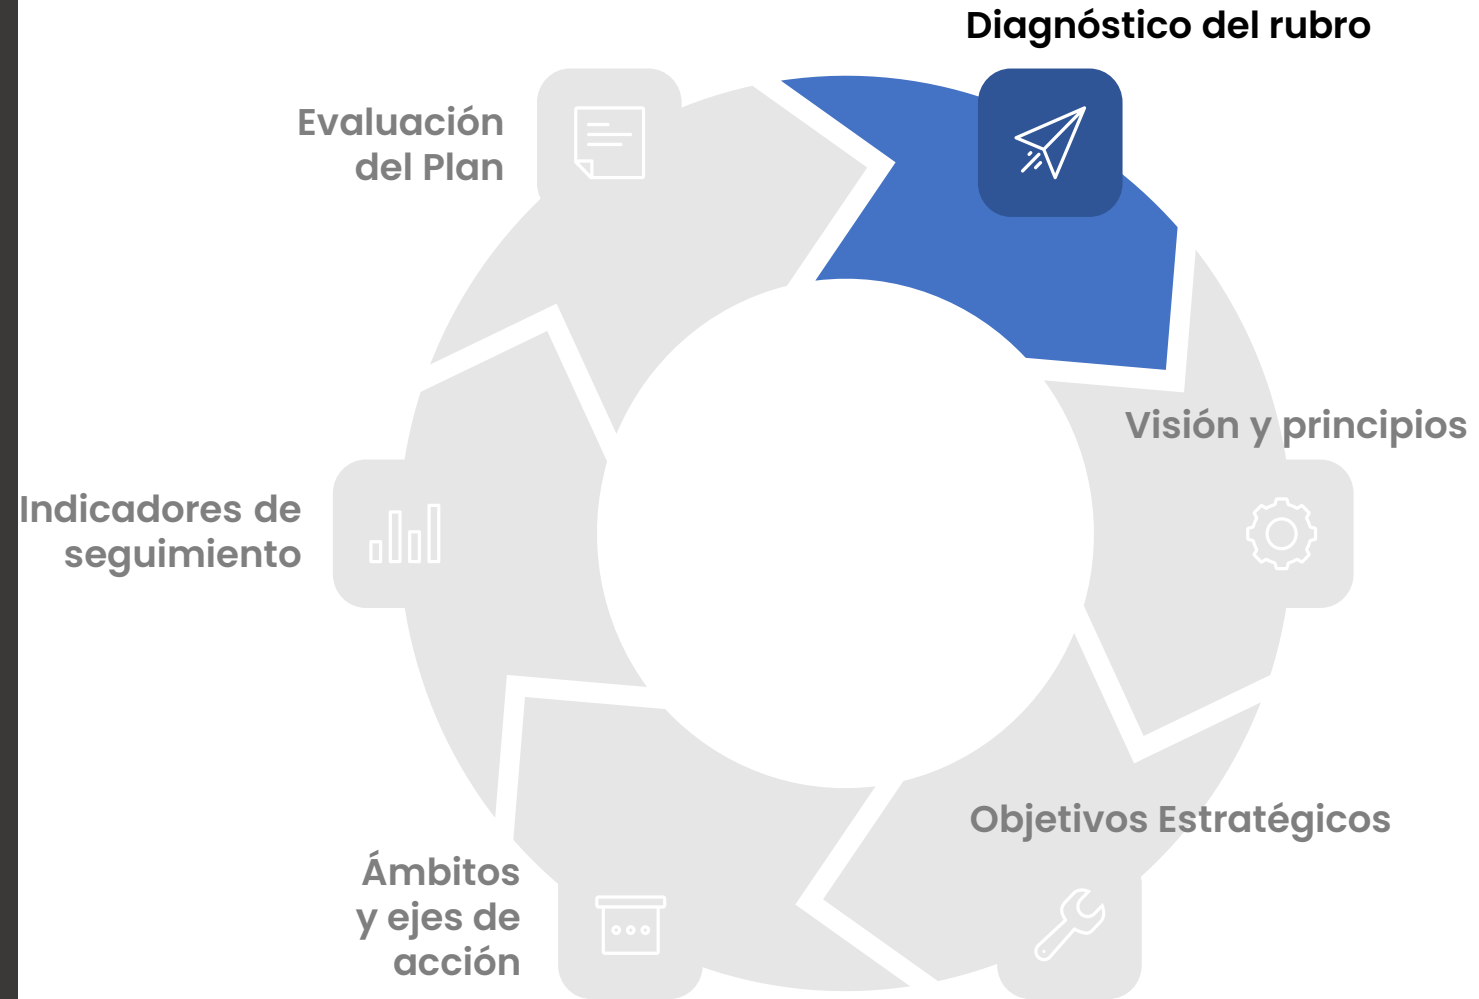 Diagnóstico del rubro
Evaluación
del Plan
Visión y principios
Indicadores de
seguimiento
Objetivos Estratégicos
Ámbitos
y ejes de
acción